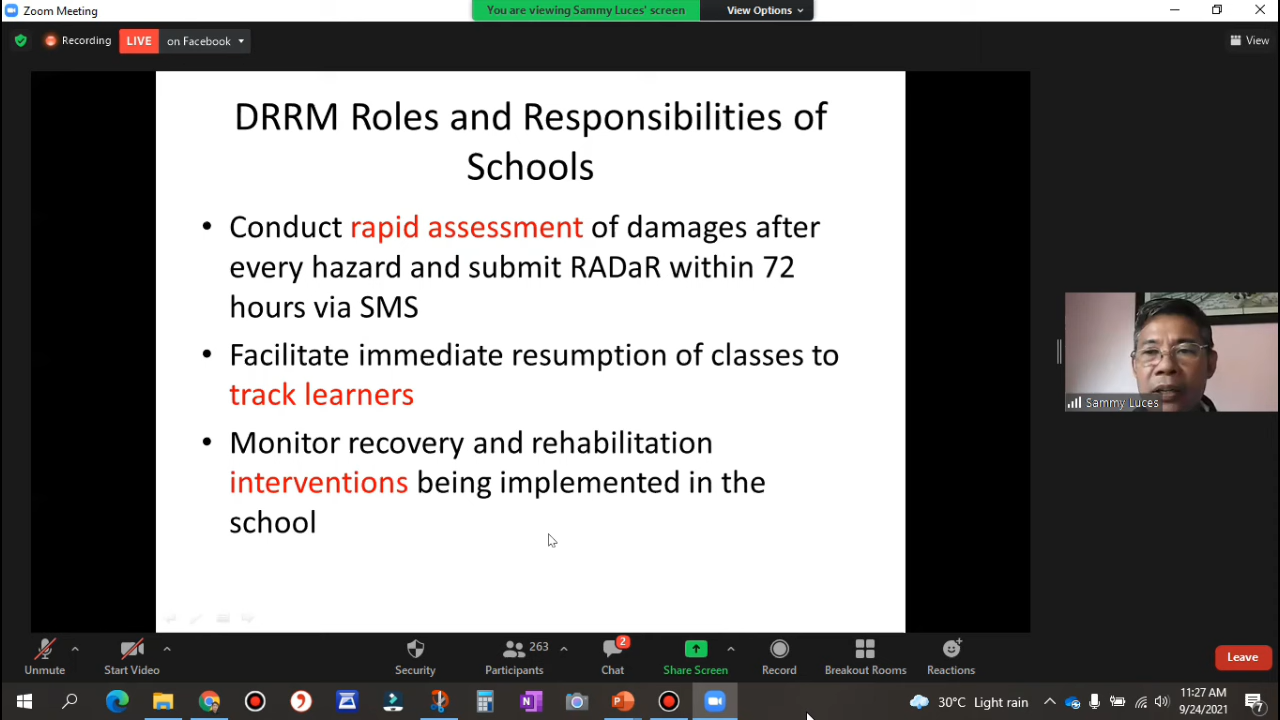 Zoom Meeting
You are viewing Sammy Luces' screen
View Options
Recording
LIVE on Facebook
View
DRRM Roles and Responsibilities of
Schools
• Conduct rapid assessment of damages after
every hazard and submit RADaR within 72
hours via SMS
• Facilitate immediate resumption of classes to
track learners
• Monitor recovery and rehabilitation
interventions being implemented in the
school
Sammy Luces
263
2
Unmute
Start Video
Security
Participants
Chat
Share Screen
Record
Breakout Rooms
Reactions
Leave
30°C Light rain
11:27 AM
9/24/2021
7